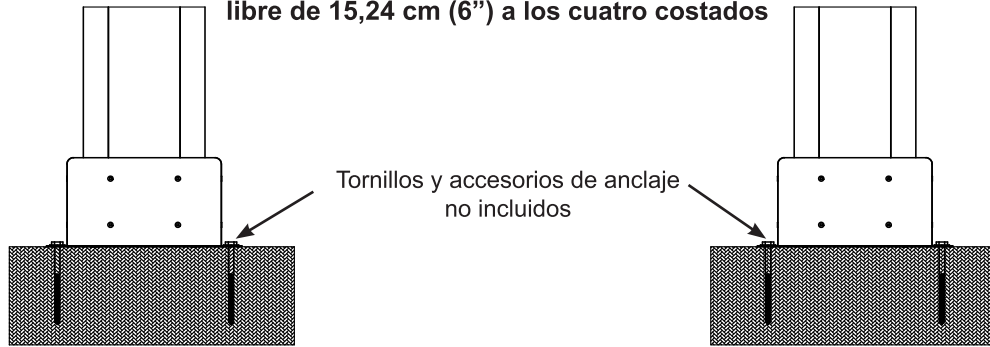 libre de 15,24 cm (6”) a los cuatro costados
Tornillos y accesorios de anclaje
no incluidos